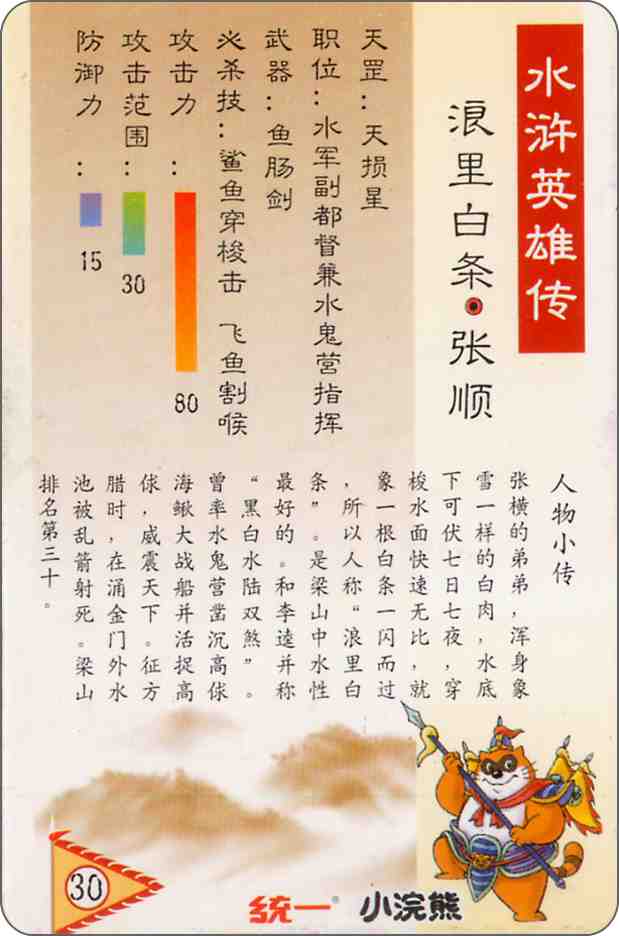 水浒英雄传
浪里白条·张顺
天罡：天损星
职位：水军副都督兼水鬼营指挥
武器：鱼肠剑
必杀技：鲨鱼穿梭击 飞鱼割喉
攻击力：
80
攻击范围：
30
防御力：
15
人物小传
张横的弟弟，浑身象
雪一样的白肉，水底
下可伏七日七夜，穿
梭水面快速无比，就
象一根白条一闪而过
，所以人称“浪里白
条”。是梁山中水性
最好的。和李逵并称
“黑白水陆双煞”。
曾率水鬼营凿沉高俅
海鳅大战船并活捉高
俅，威震天下。征方
腊时，在涌金门外水
池被乱箭射死。梁山
排名第三十。
30
统一® 小浣熊